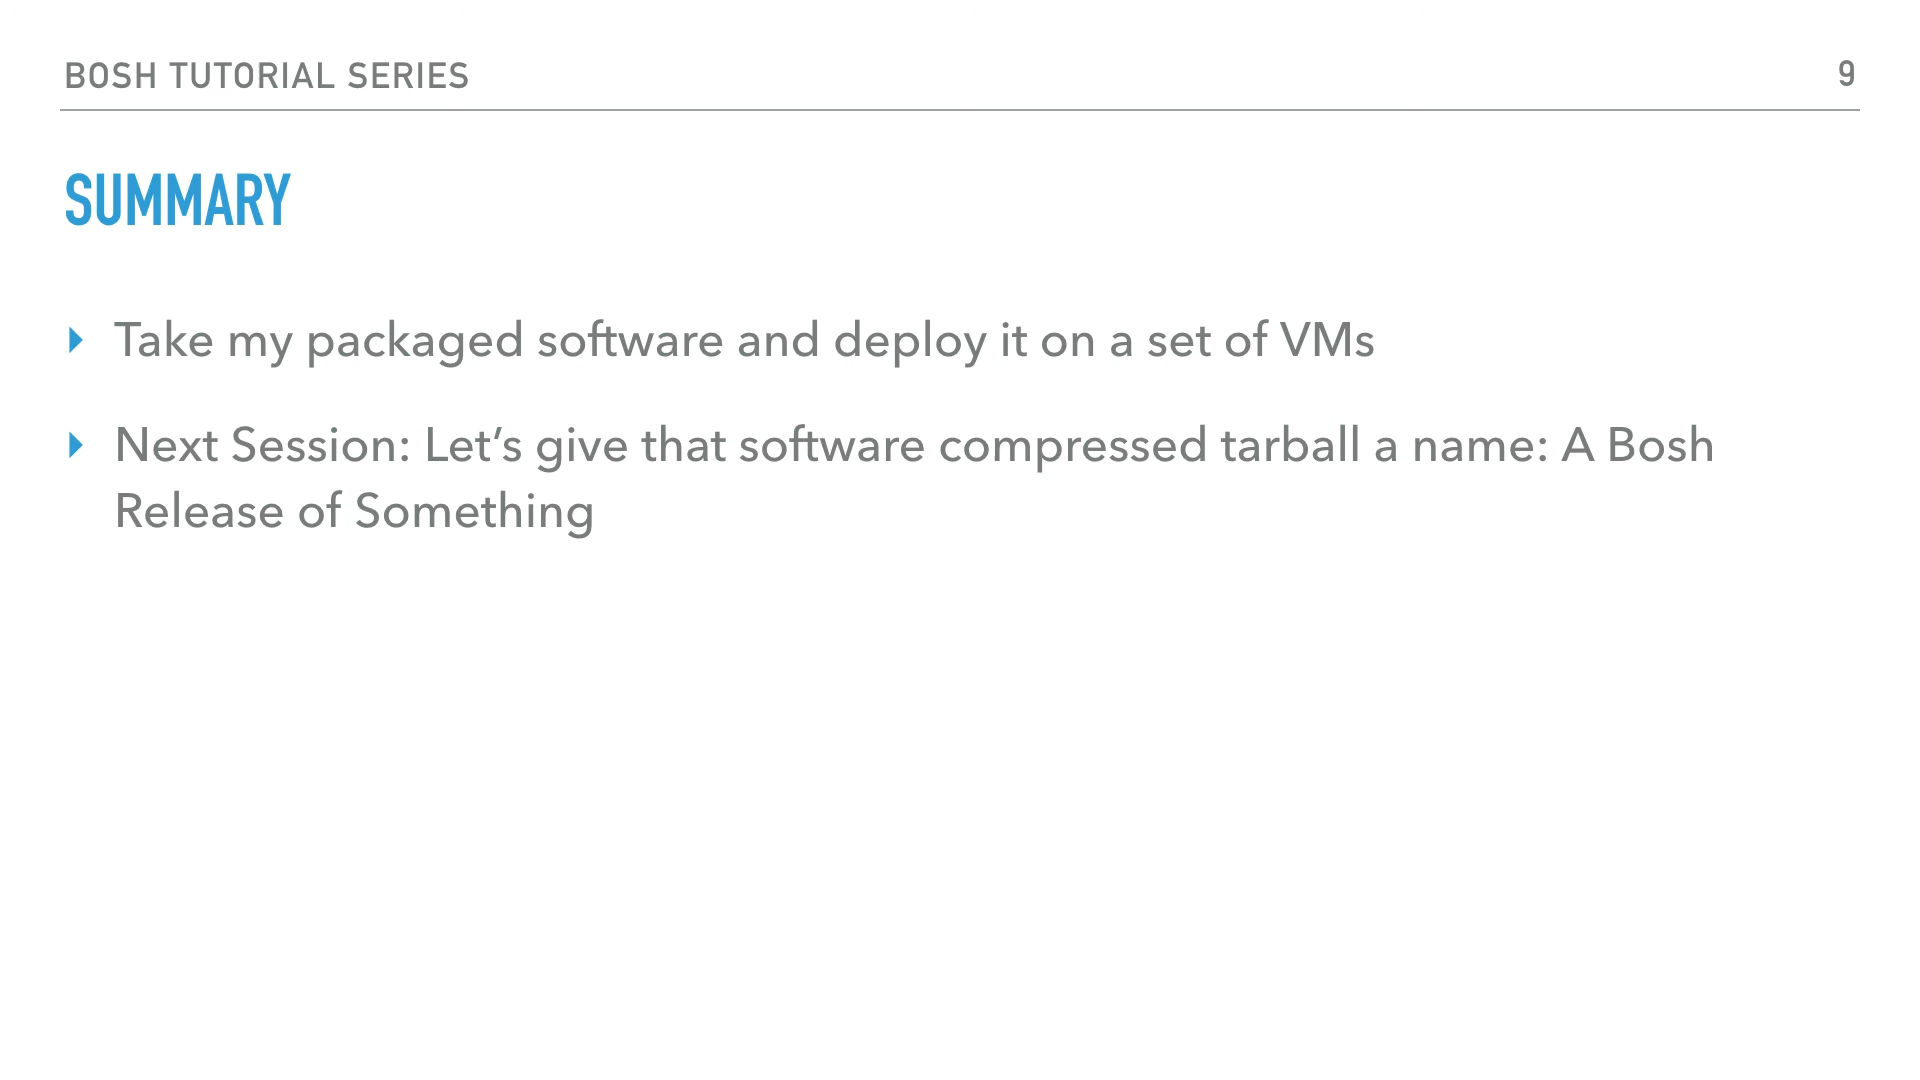 BOSH TUTORIAL SERIES
9
SUMMARY
Take my packaged software and deploy it on a set of VMs
Next Session: Let’s give that software compressed tarball a name: A Bosh
Release of Something